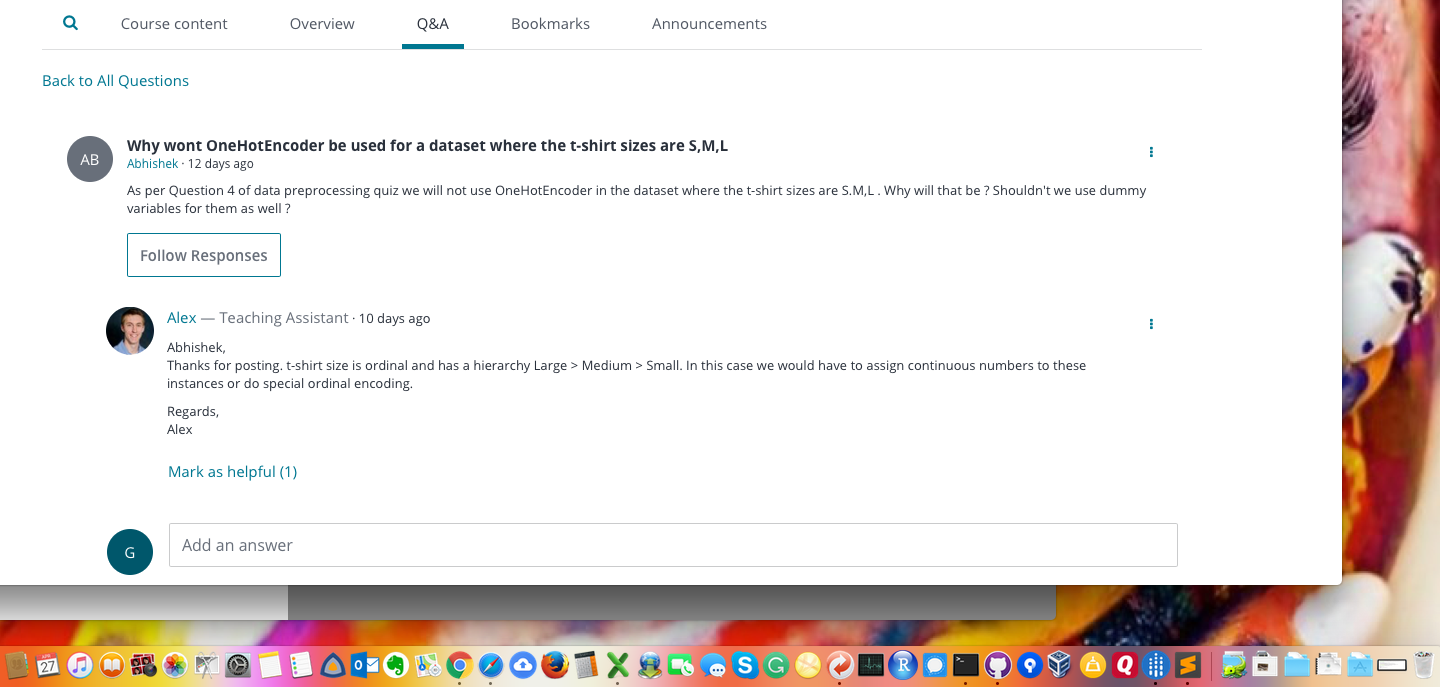 Course content Overview Q&A Bookmarks Announcements
Back to All Questions
AB
Why wont OneHotEncoder be used for a dataset where the t-shirt sizes are S,M,L
Abhishek · 12 days ago
As per Question 4 of data preprocessing quiz we will not use OneHotEncoder in the dataset where the t-shirt sizes are S.M,L . Why will that be ? Shouldn't we use dummy
variables for them as well ?
Follow Responses
Alex — Teaching Assistant · 10 days ago
Abhishek,
Thanks for posting. t-shirt size is ordinal and has a hierarchy Large > Medium > Small. In this case we would have to assign continuous numbers to these
instances or do special ordinal encoding.
Regards,
Alex
Mark as helpful (1)
G
Add an answer
27